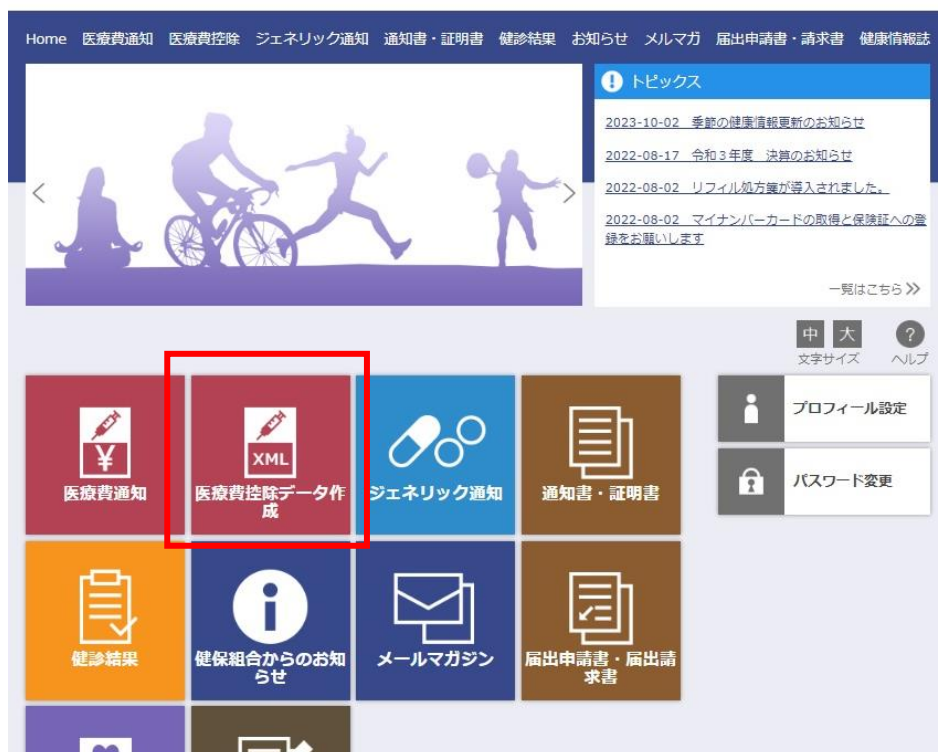 Home 医療費通知 医療費控除 ジェネリック通知 通知書・証明書 健診結果 お知らせ メルマガ 届出申請書・請求書 健康情報誌
トピックス
2023-10-02 季節の健康情報更新のお知らせ
2022-08-17 令和3年度 決算のお知らせ
2022-08-02 リフィル処方箋が導入されました。
2022-08-02 マイナンバーカードの取得と保険証への登
録をお願いします
一覧はこちら
中 大 ?
文字サイズ ヘルプ
¥
医療費通知
XML
医療費控除データ作
成
ジェネリック通知
通知書・証明書
プロフィール設定
パスワード変更
健診結果
健保組合からのお知
らせ
メールマガジン
届出申請書・届出請
求書